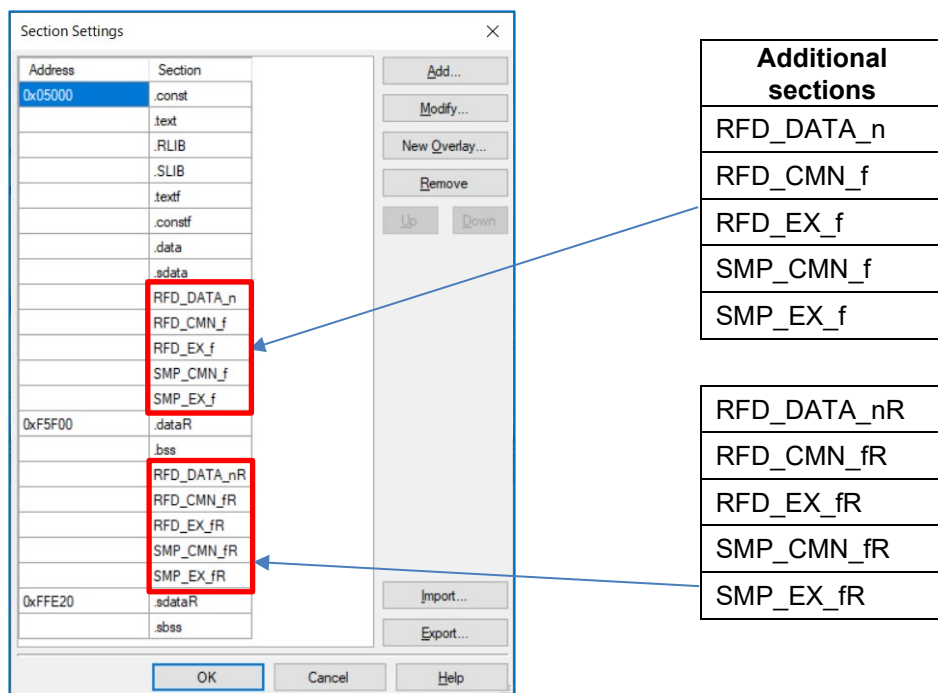 Section Settings
Address Section
0x05000 .const
.text
.RLIB
.SLIB
.textf
.constf
.data
.sdata
RFD_DATA_n
RFD_CMN_f
RFD_EX_f
SMP_CMN_f
SMP_EX_f
0xF5F00 .dataR
.bss
RFD_DATA_nR
RFD_CMN_fR
RFD_EX_fR
SMP_CMN_fR
SMP_EX_fR
0xFFE20 .sdataR
.sbss
Add...
Modify...
New Overlay...
Remove
Up Down
Import...
Export...
OK Cancel Help
Additional
sections
RFD_DATA_n
RFD_CMN_f
RFD_EX_f
SMP_CMN_f
SMP_EX_f
RFD_DATA_nR
RFD_CMN_fR
RFD_EX_fR
SMP_CMN_fR
SMP_EX_fR